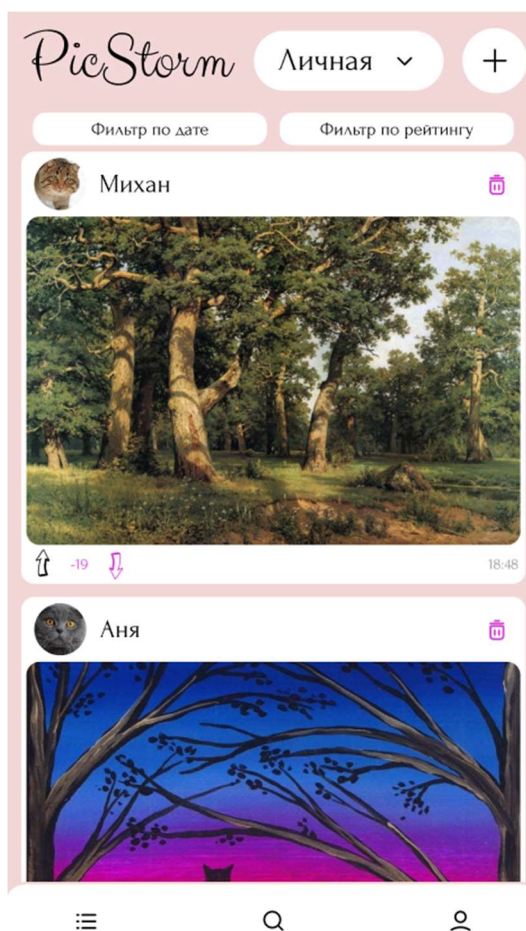 PicStorm
Личная
Фильтр по дате
Фильтр по рейтингу
Михан
-19
18:48
Аня